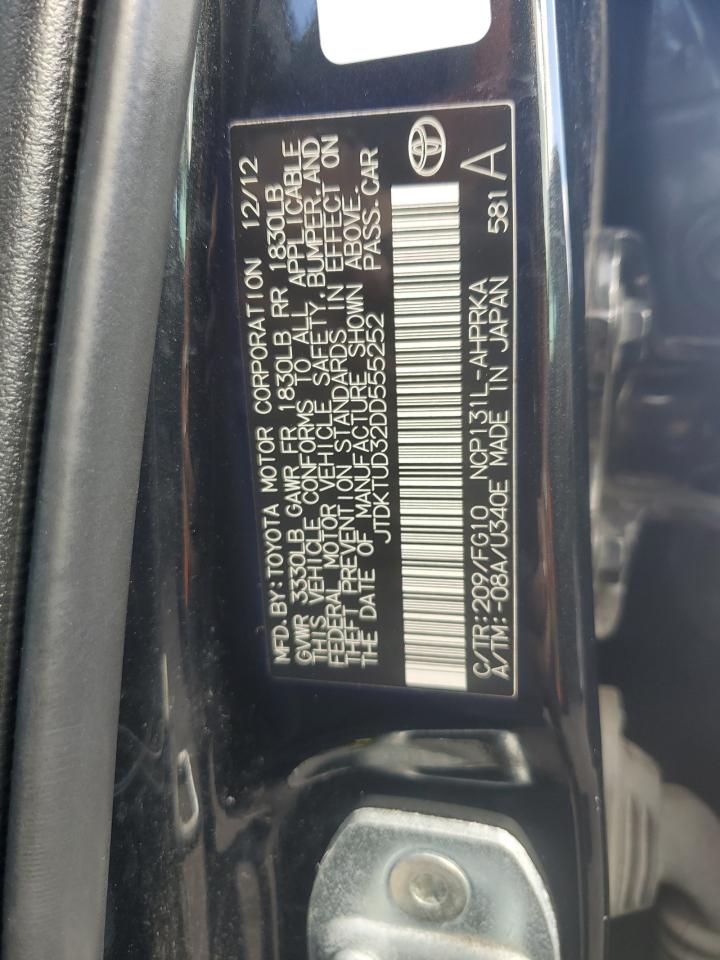 MFD. BY: TOYOTA MOTOR CORPORATION 12/12
GVWR 3330LB GAWR FR 1830LB RR 1830LB
THIS VEHICLE CONFORMS TO ALL APPLICABLE
FEDERAL MOTOR VEHICLE SAFETY, BUMPER, AND
THEFT PREVENTION STANDARDS IN EFFECT ON
THE DATE OF MANUFACTURE SHOWN ABOVE.
JTDKTUD32DD555252 PASS. CAR
C/TR: 209/FG10 NCP131L-AHPRKA 581 A
A/TM: -08A/U340E MADE IN JAPAN